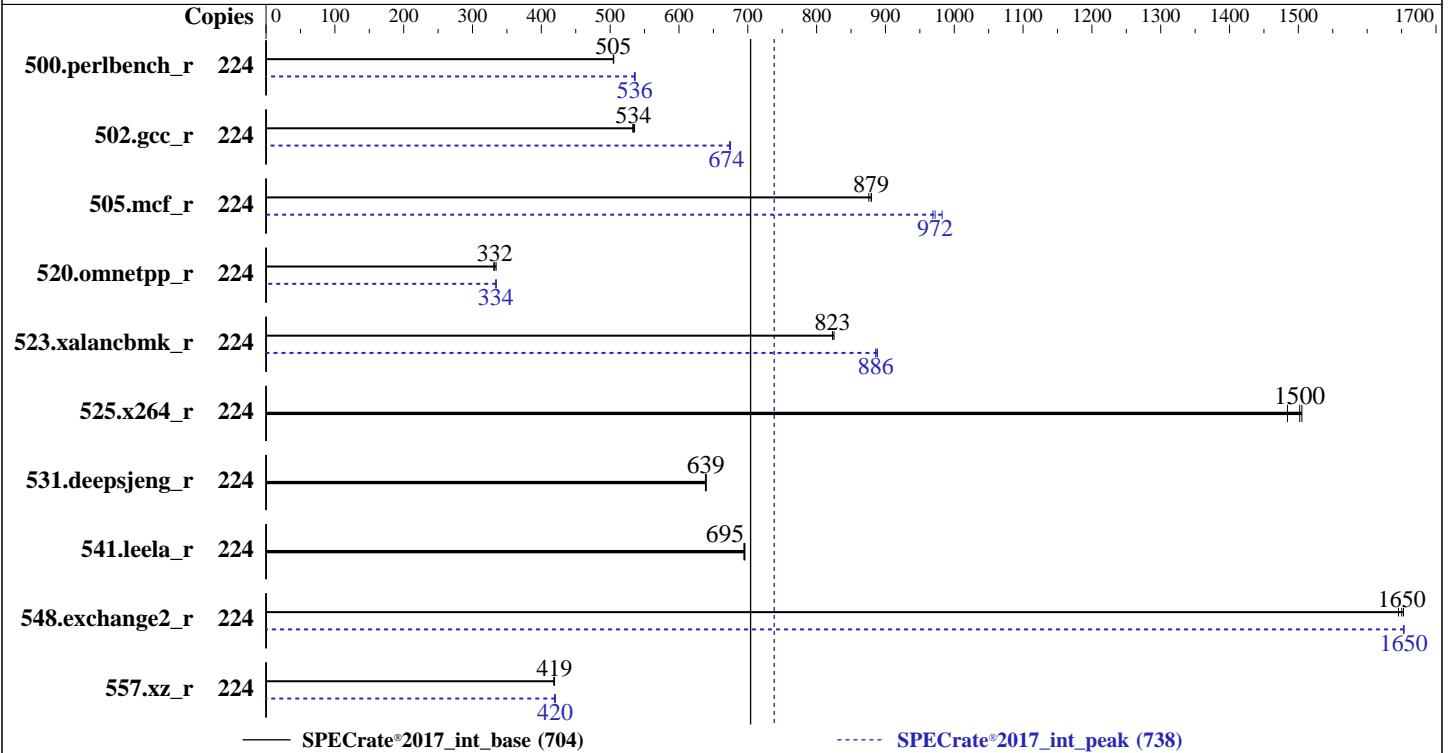 Copies 0 100 200 300 400 500 600 700 800 900 1000 1100 1200 1300 1400 1500 1700
500.perlbench_r 224 505
536
502.gcc_r 224 534
674
505.mcf_r 224 879
972
520.omnetpp_r 224 332
334
523.xalancbmk_r 224 823
886
525.x264_r 224 1500
531.deepsjeng_r 224 639
541.leela_r 224 695
548.exchange2_r 224 1650
1650
557.xz_r 224 419
420
SPECrate®2017_int_base (704) SPECrate®2017_int_peak (738)